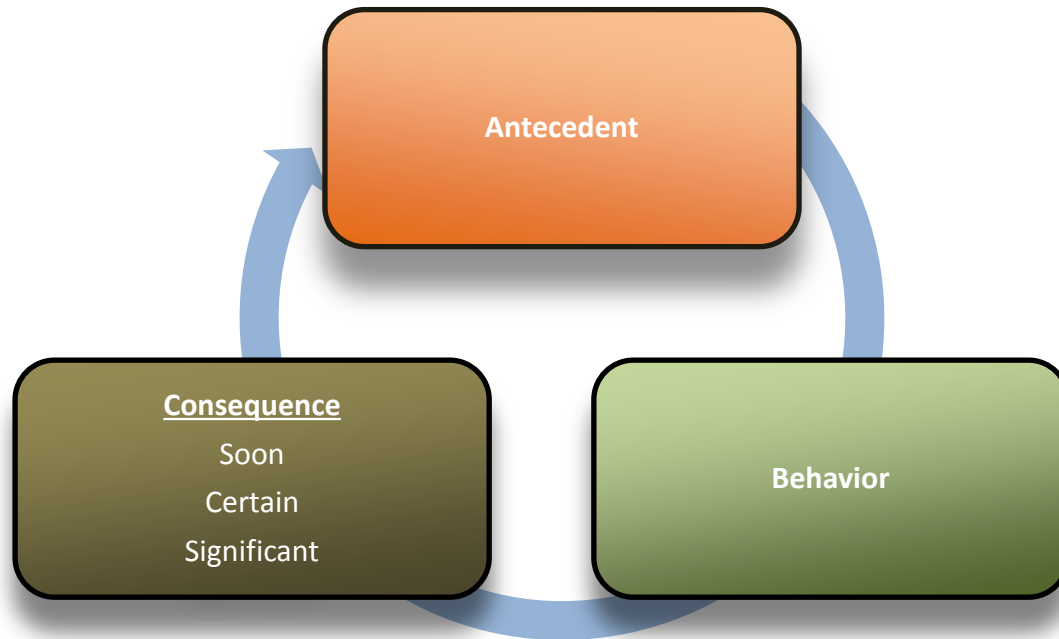 Antecedent
Consequence
Soon
Certain
Significant
Behavior